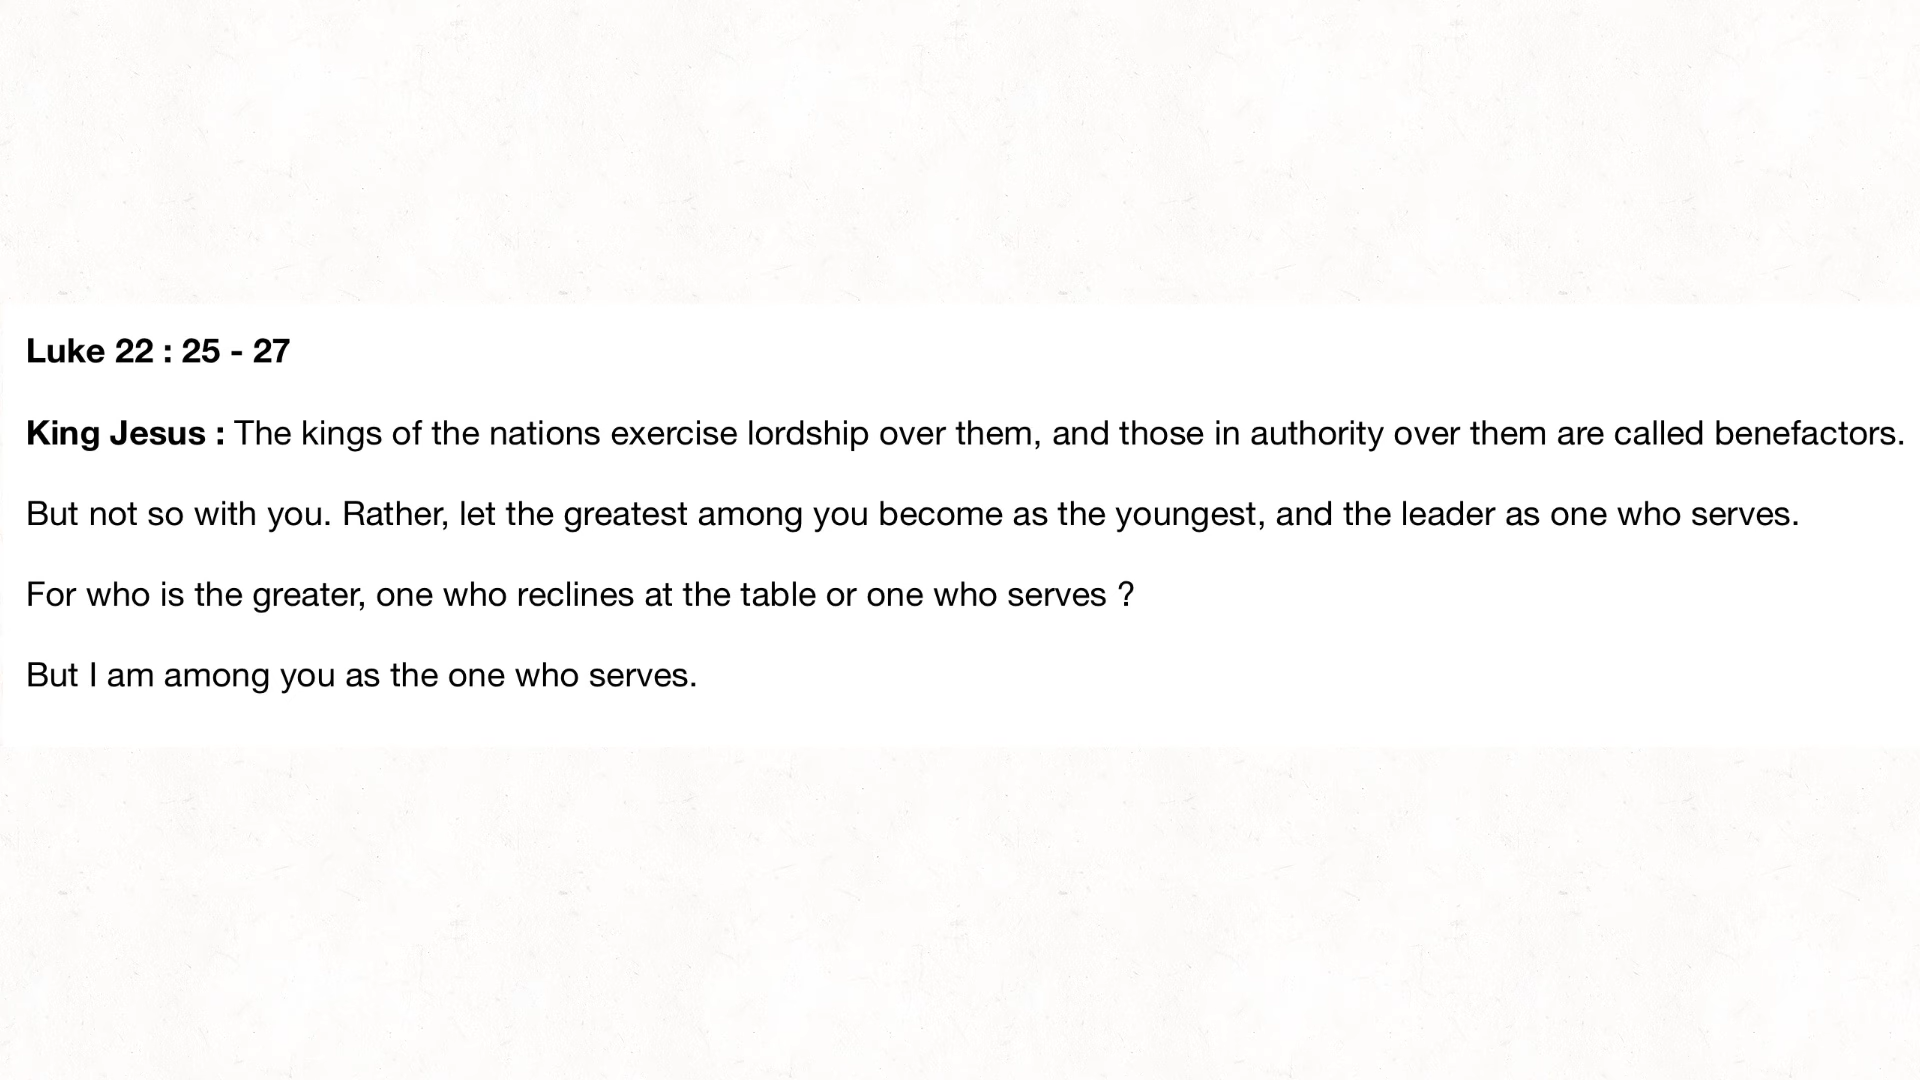 Luke 22 : 25 - 27
King Jesus : The kings of the nations exercise lordship over them, and those in authority over them are called benefactors.
But not so with you. Rather, let the greatest among you become as the youngest, and the leader as one who serves.
For who is the greater, one who reclines at the table or one who serves ?
But I am among you as the one who serves.